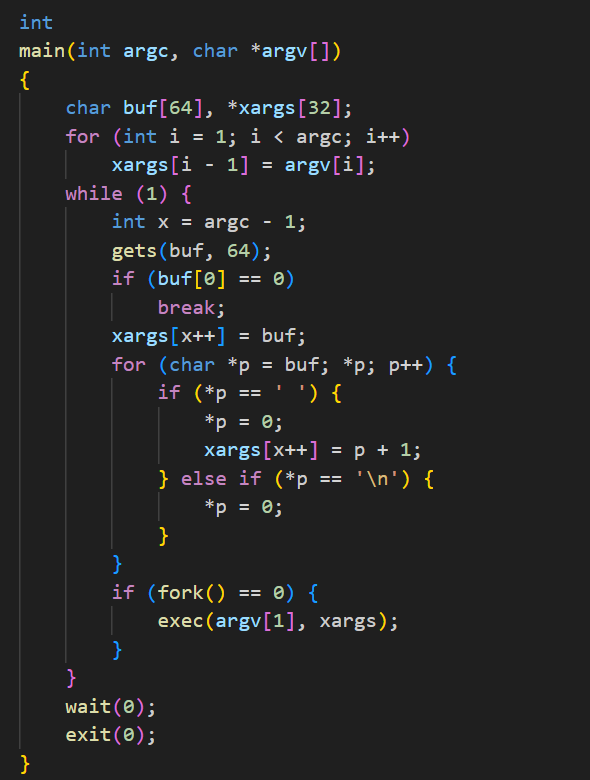 int
main(int argc, char *argv[])
{
    char buf[64], *xargs[32];
    for (int i = 1; i < argc; i++)
        xargs[i - 1] = argv[i];
    while (1) {
        int x = argc - 1;
        gets(buf, 64);
        if (buf[0] == 0)
            break;
        xargs[x++] = buf;
        for (char *p = buf; *p; p++) {
            if (*p == ' ') {
                *p = 0;
                xargs[x++] = p + 1;
            } else if (*p == '\n') {
                *p = 0;
            }
        }
        if (fork() == 0) {
            exec(argv[1], xargs);
        }
    }
    wait(0);
    exit(0);
}